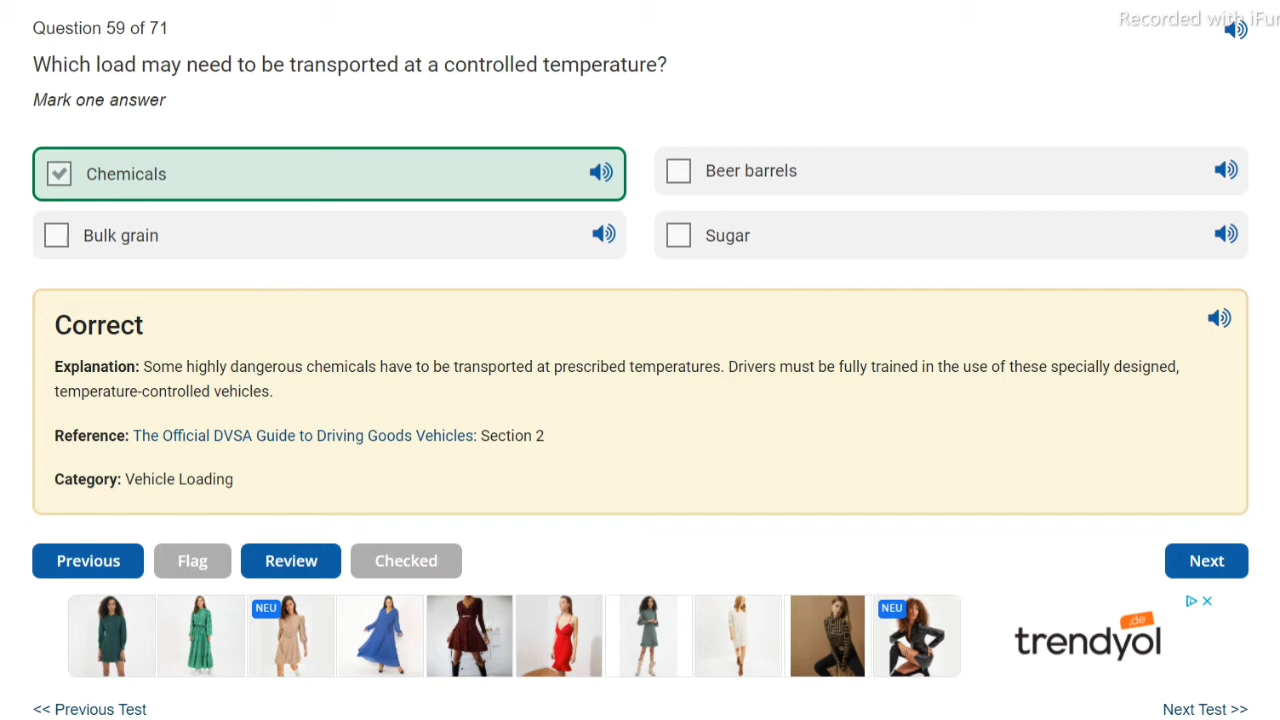 Question 59 of 71
Recorded with iFun
Which load may need to be transported at a controlled temperature?
Mark one answer
Chemicals
Beer barrels
Bulk grain
Sugar
Correct
Explanation: Some highly dangerous chemicals have to be transported at prescribed temperatures. Drivers must be fully trained in the use of these specially designed,
temperature-controlled vehicles.
Reference: The Official DVSA Guide to Driving Goods Vehicles: Section 2
Category: Vehicle Loading
Previous
Flag
Review
Checked
Next
NEU
NEU
trendyol
.de
<< Previous Test
Next Test >>